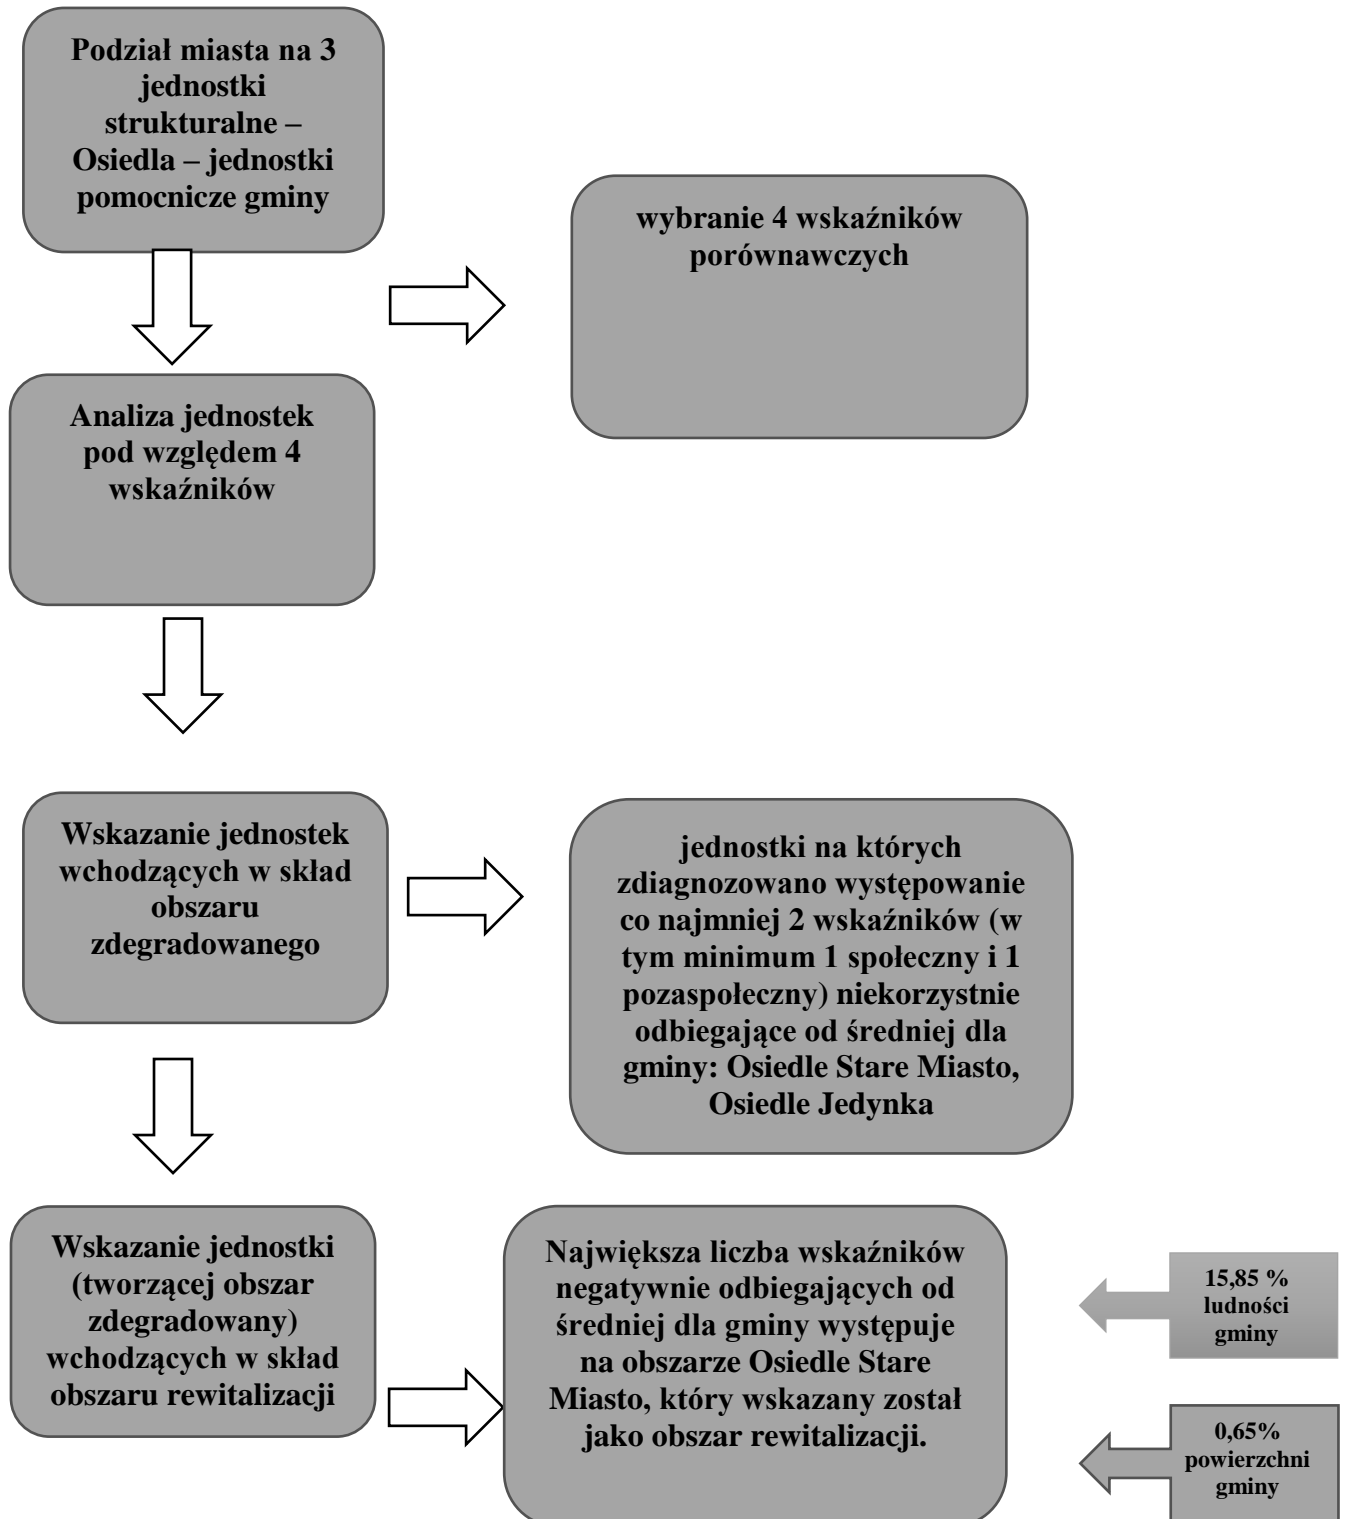 Podział miasta na 3
jednostki
strukturalne –
Osiedla – jednostki
pomocnicze gminy
wybranie 4 wskaźników
porównawczych
Analiza jednostek
pod względem 4
wskaźników
Wskazanie jednostek
wchodzących w skład
obszaru
zdegradowanego
jednostki na których
zdiagnozowano występowanie
co najmniej 2 wskaźników (w
tym minimum 1 społeczny i 1
pozaspołeczny) niekorzystnie
odbiegające od średniej dla
gminy: Osiedle Stare Miasto,
Osiedle Jedynka
Wskazanie jednostki
(tworzącej obszar
zdegradowany)
wchodzących w skład
obszaru rewitalizacji
Największa liczba wskaźników
negatywnie odbiegających od
średniej dla gminy występuje
na obszarze Osiedle Stare
Miasto, który wskazany został
jako obszar rewitalizacji.
15,85 %
ludności
gminy
0,65%
powierzchni
gminy